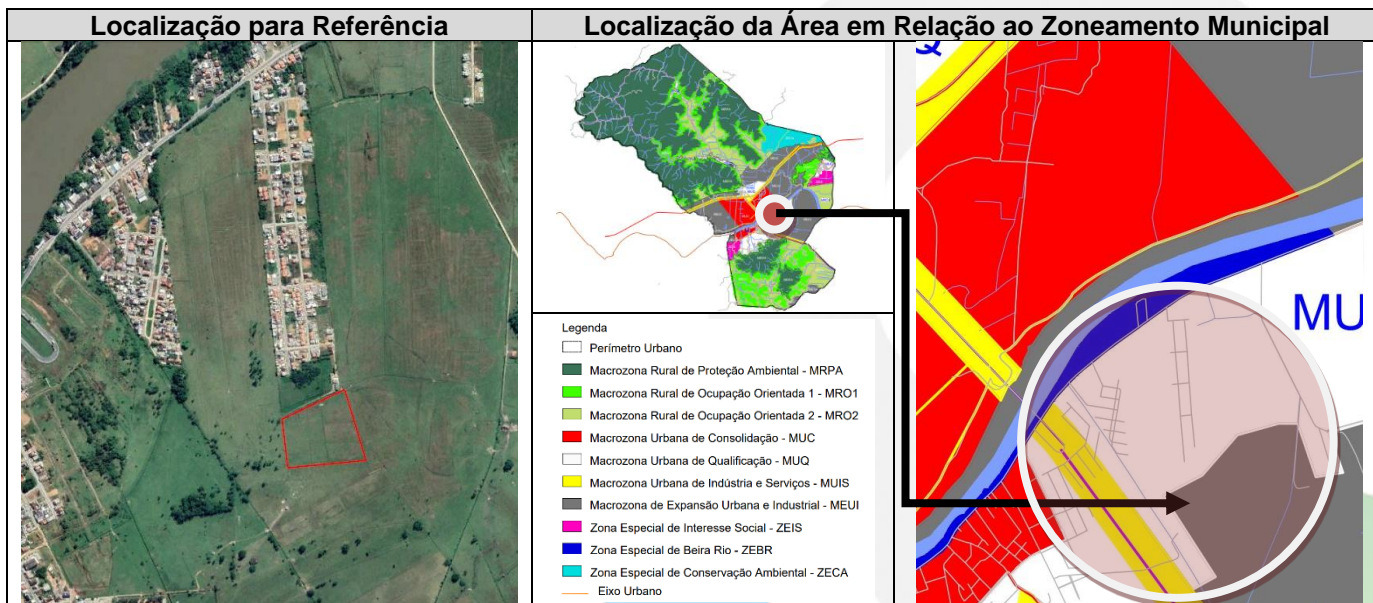 Localização para Referência
Localização da Área em Relação ao Zoneamento Municipal
Legenda
Perímetro Urbano
Macrozona Rural de Proteção Ambiental - MRPA
Macrozona Rural de Ocupação Orientada 1 - MRO1
Macrozona Rural de Ocupação Orientada 2 - MRO2
Macrozona Urbana de Consolidação - MUC
Macrozona Urbana de Qualificação - MUQ
Macrozona Urbana de Indústria e Serviços - MUIS
Macrozona de Expansão Urbana e Industrial - MEUI
Zona Especial de Interesse Social - ZEIS
Zona Especial de Beira Rio - ZEBR
Zona Especial de Conservação Ambiental - ZECA
Eixo Urbano
MU